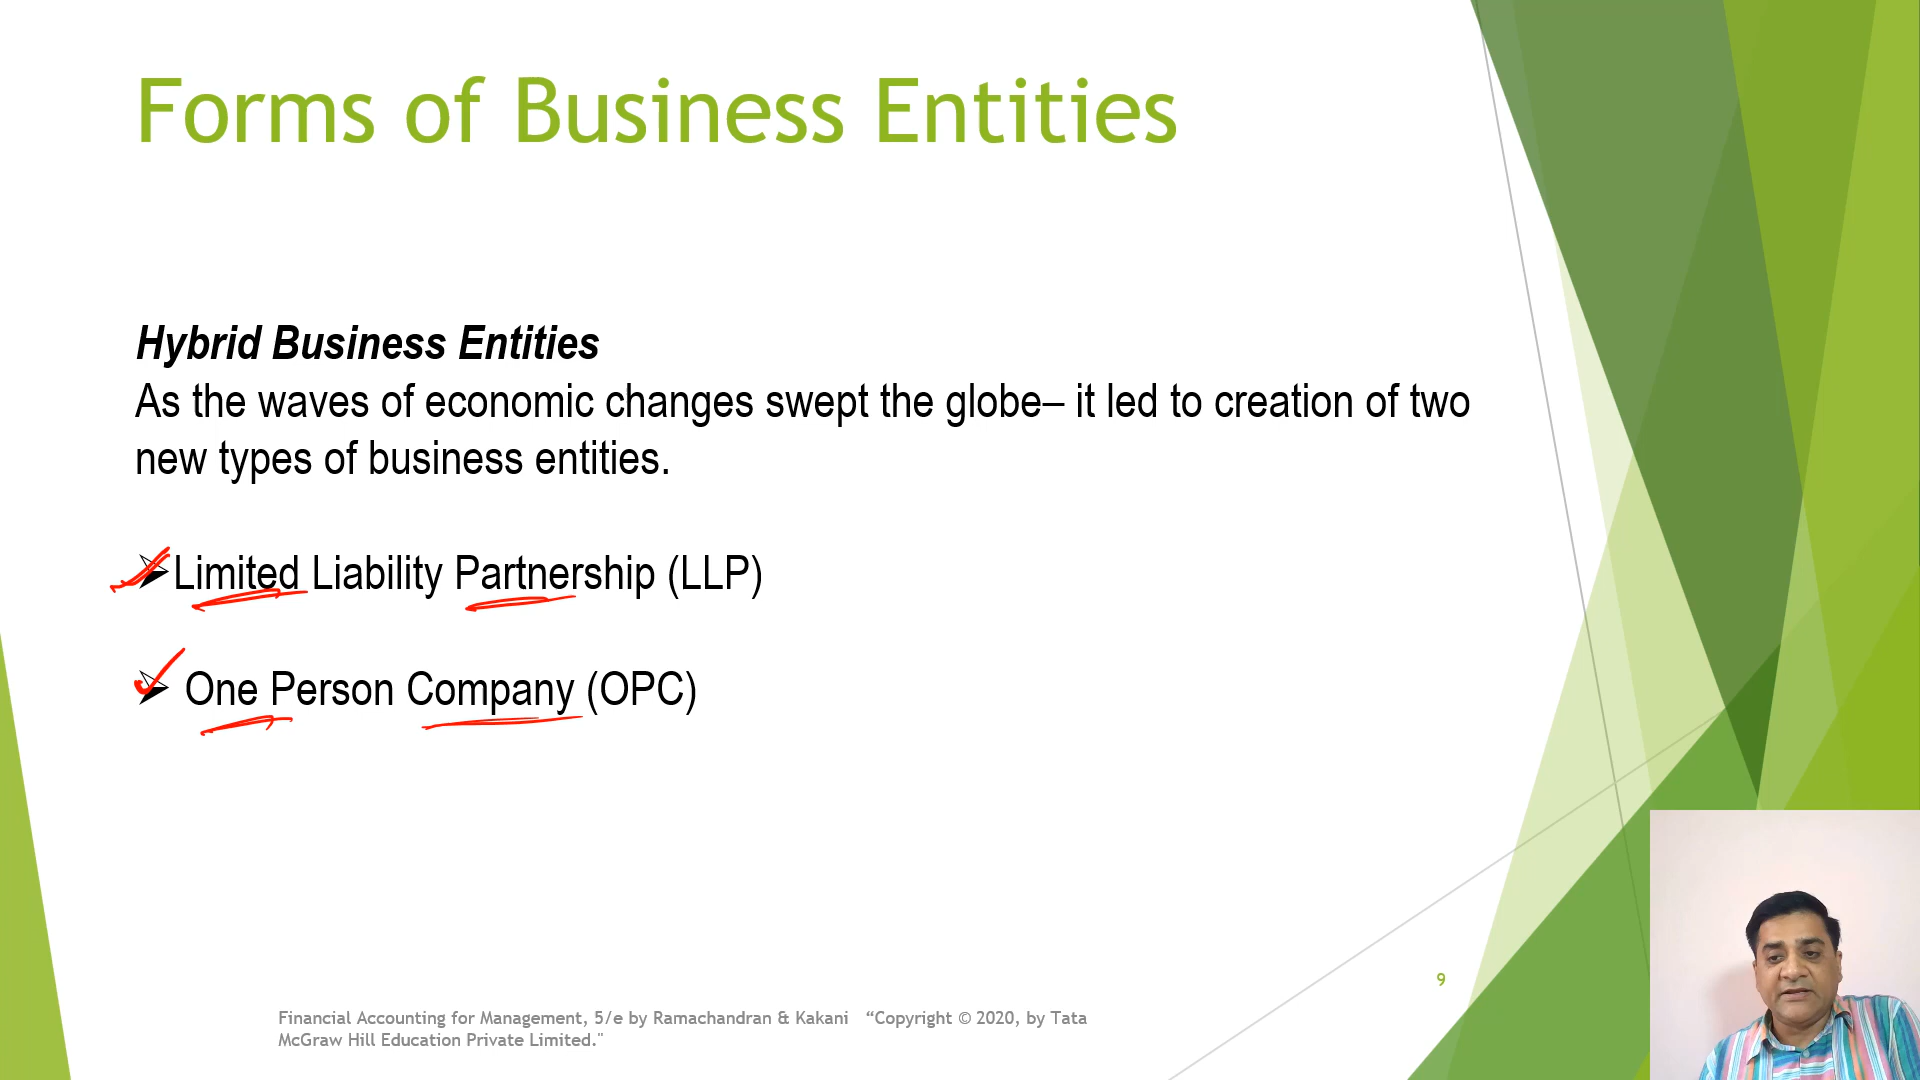 Forms of Business Entities
Hybrid Business Entities
As the waves of economic changes swept the globe– it led to creation of two
new types of business entities.
Limited Liability Partnership (LLP)
One Person Company (OPC)
9
Financial Accounting for Management, 5/e by Ramachandran & Kakani “Copyright © 2020, by Tata
McGraw Hill Education Private Limited."